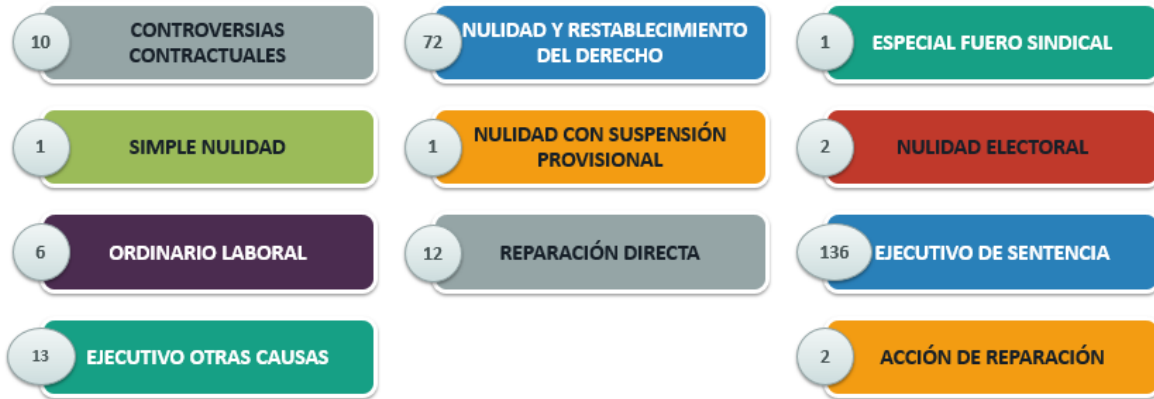 10
CONTROVERSIAS
CONTRACTUALES
72
NULIDAD Y RESTABLECIMIENTO
DEL DERECHO
1
ESPECIAL FUERO SINDICAL
1
SIMPLE NULIDAD
1
NULIDAD CON SUSPENSIÓN
PROVISIONAL
2
NULIDAD ELECTORAL
6
ORDINARIO LABORAL
12
REPARACIÓN DIRECTA
136
EJECUTIVO DE SENTENCIA
13
EJECUTIVO OTRAS CAUSAS
2
ACCIÓN DE REPARACIÓN